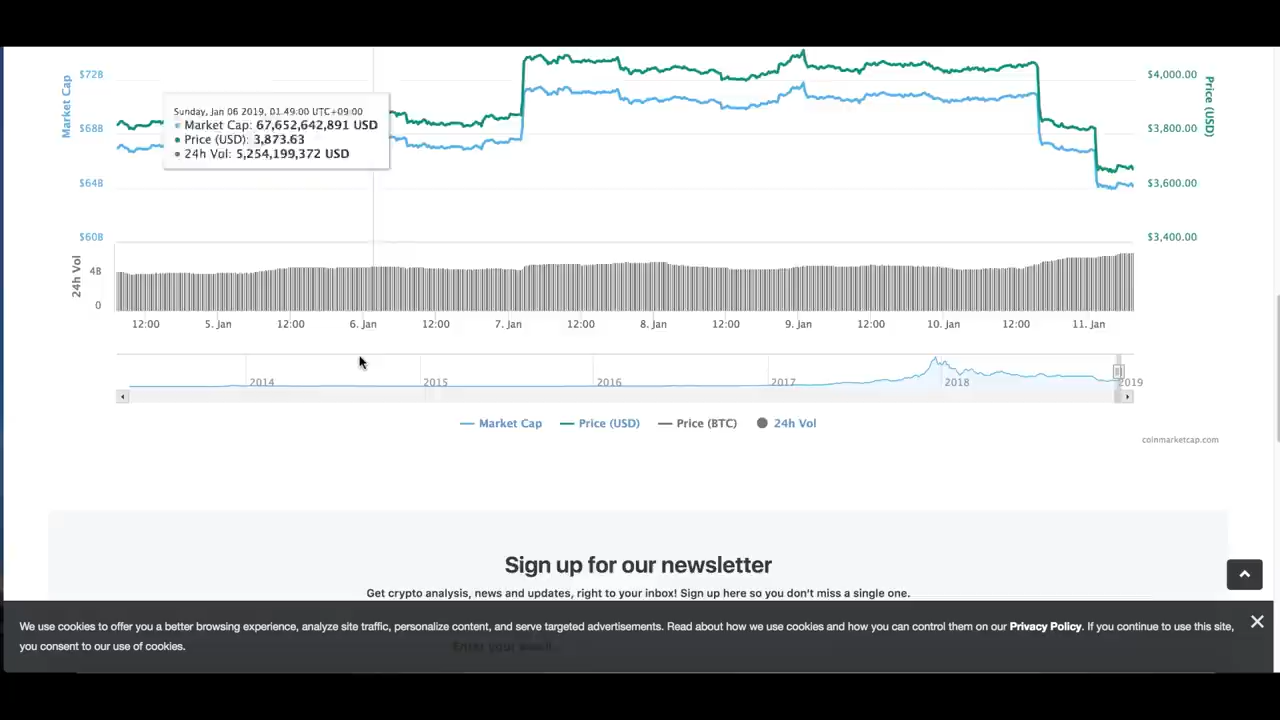 $72B
$4,000.00
Market Cap
Price (USD)
Sunday, Jan 06 2019, 01:49:00 UTC+09:00
Market Cap: 67,652,642,891 USD
Price (USD): 3,873.63
24h Vol: 5,254,199,372 USD
$68B
$3,800.00
$64B
$3,600.00
$60B
$3,400.00
24h Vol
4B
0
12:00 5. Jan 12:00 6. Jan 12:00 7. Jan 12:00 8. Jan 12:00 9. Jan 12:00 10. Jan 12:00 11. Jan
2014 2015 2016 2017 2018 2019
Market Cap Price (USD) Price (BTC) 24h Vol
coinmarketcap.com
Sign up for our newsletter
Get crypto analysis, news and updates, right to your inbox! Sign up here so you don't miss a single one.
We use cookies to offer you a better browsing experience, analyze site traffic, personalize content, and serve targeted advertisements. Read about how we use cookies and how you can control them on our Privacy Policy. If you continue to use this site,
you consent to our use of cookies.